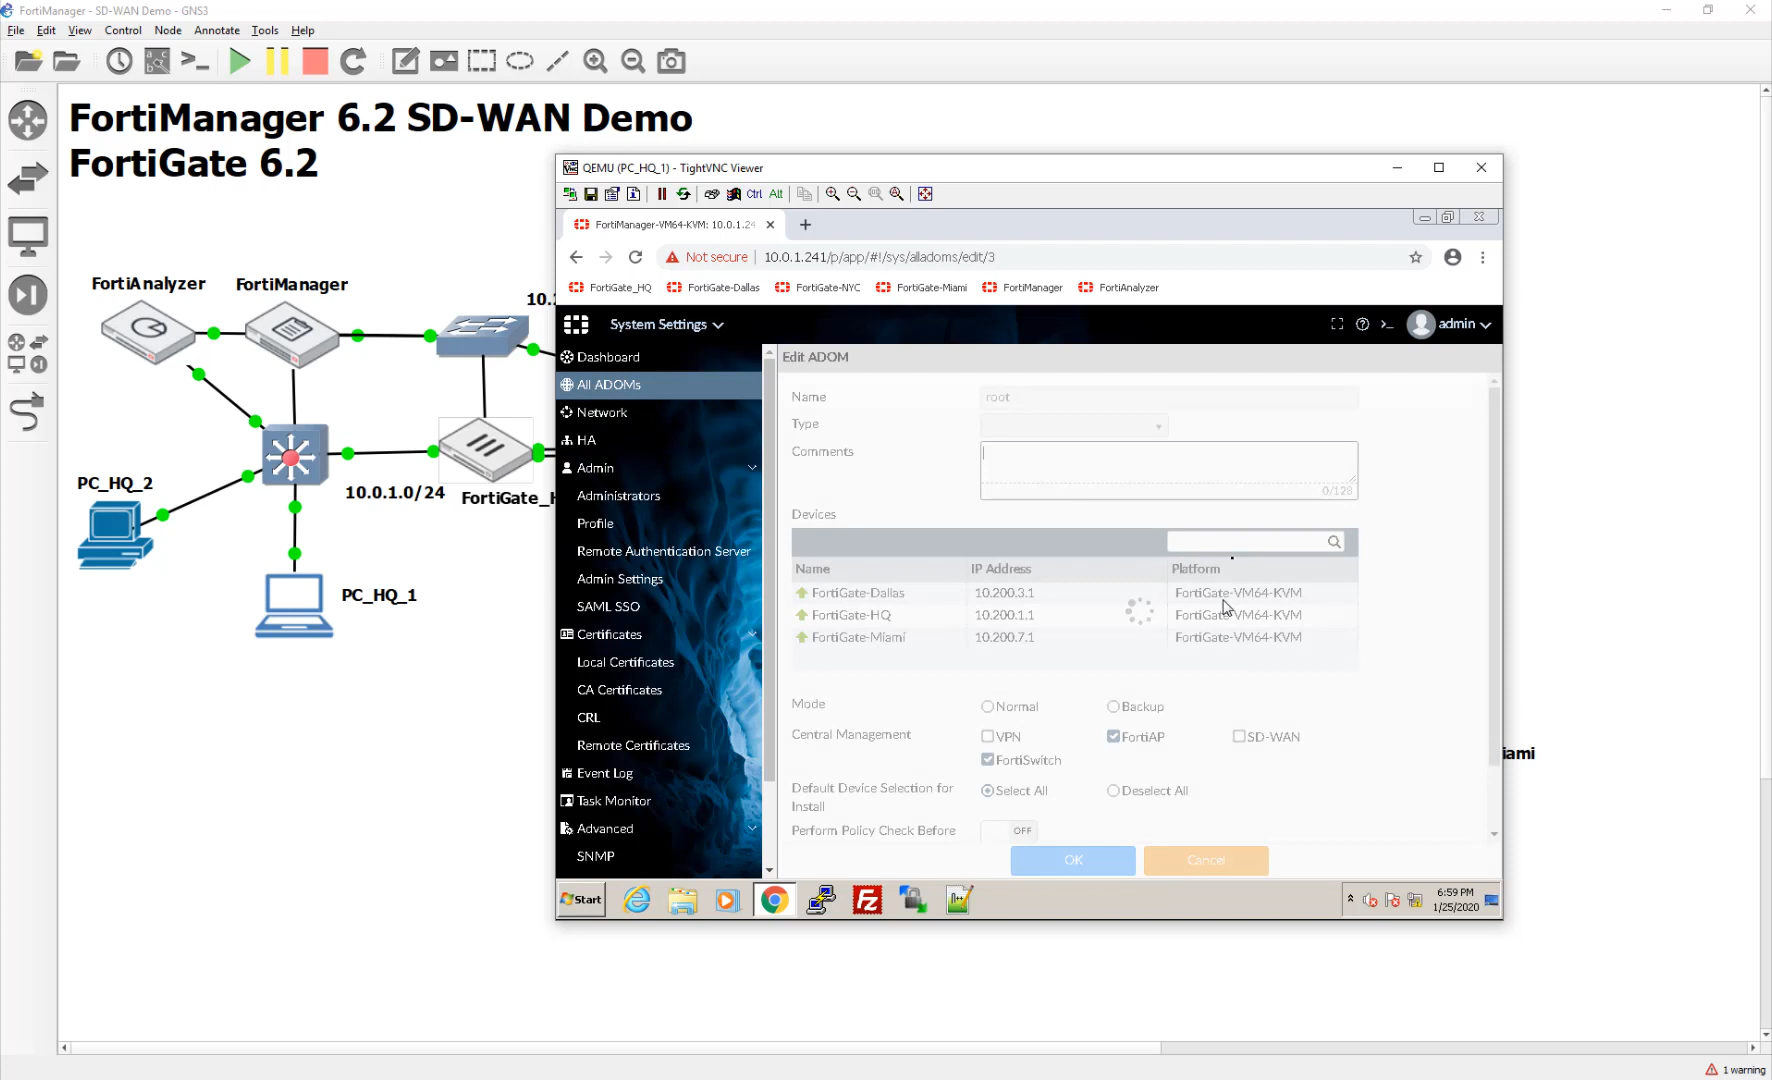 FortiManager - SD-WAN Demo - GNS3
File Edit View Control Node Annotate Tools Help
FortiManager 6.2 SD-WAN Demo
FortiGate 6.2
FortiAnalyzer
FortiManager
10.2
10.0.1.0/24
FortiGate_H
PC_HQ_2
PC_HQ_1
iami
QEMU (PC_HQ_1) - TightVNC Viewer
Ctrl Alt
FortiManager-VM64-KVM: 10.0.1.24
Not secure 10.0.1.241/p/app/#!/sys/alladoms/edit/3
FortiGate_HQ FortiGate-Dallas FortiGate-NYC FortiGate-Miami FortiManager FortiAnalyzer
System Settings
admin
Dashboard
All ADOMs
Network
HA
Admin
Administrators
Profile
Remote Authentication Server
Admin Settings
SAML SSO
Certificates
Local Certificates
CA Certificates
CRL
Remote Certificates
Event Log
Task Monitor
Advanced
SNMP
Edit ADOM
Name root
Type
Comments
0/128
Devices
Name IP Address Platform
FortiGate-Dallas 10.200.3.1 FortiGate-VM64-KVM
FortiGate-HQ 10.200.1.1 FortiGate-VM64-KVM
FortiGate-Miami 10.200.7.1 FortiGate-VM64-KVM
Mode Normal Backup
Central Management VPN FortiAP SD-WAN
FortiSwitch
Default Device Selection for
Install
Select All Deselect All
Perform Policy Check Before OFF
OK Cancel
Start
6:59 PM
1/25/2020
1 warning